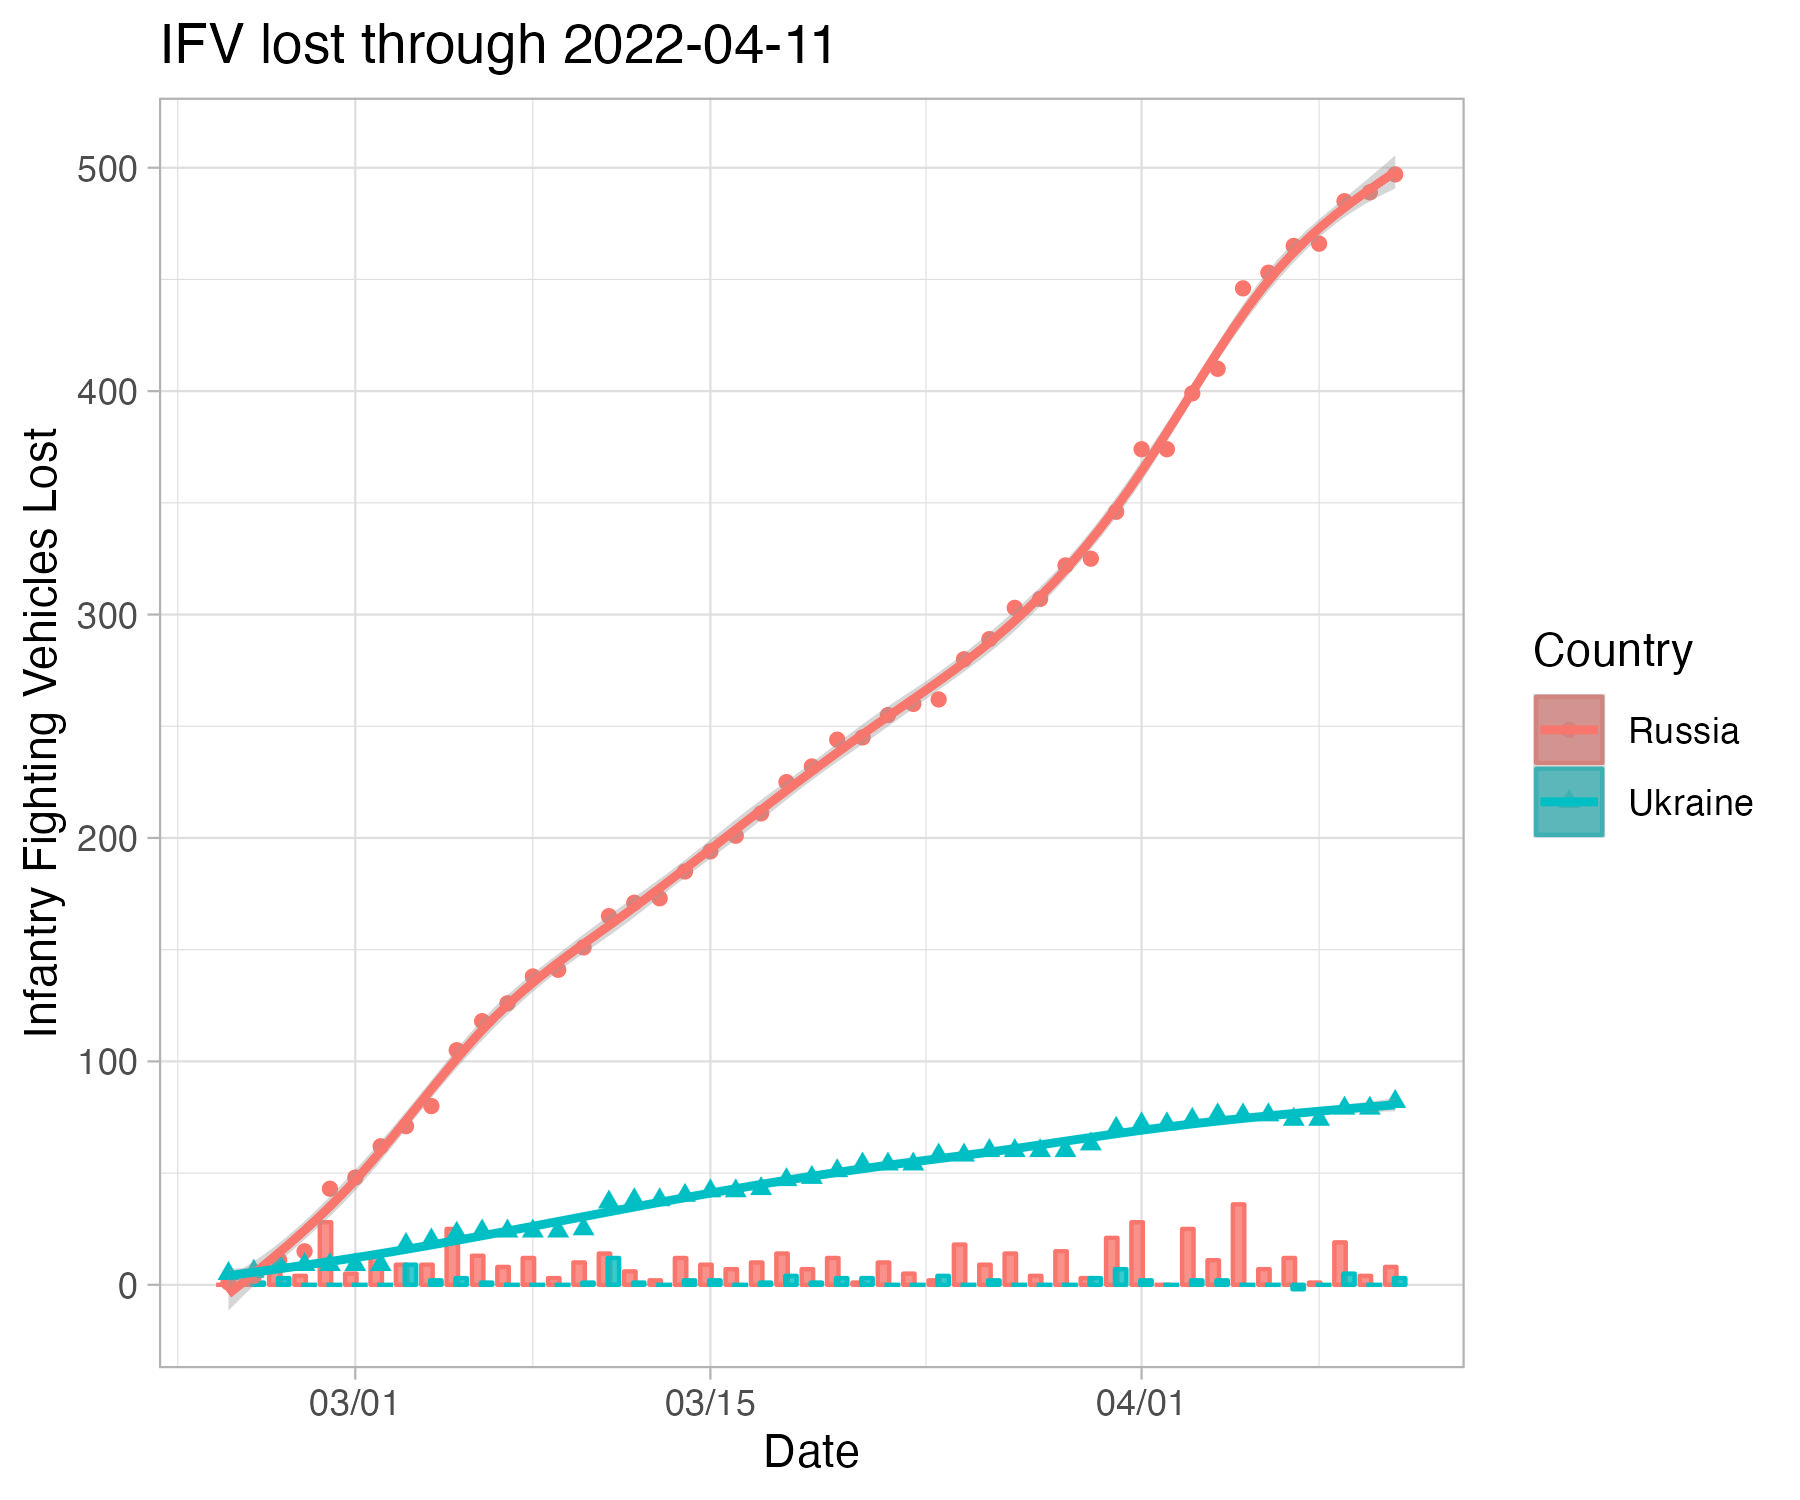 IFV lost through 2022-04-11
Infantry Fighting Vehicles Lost
500
400
300
200
100
0
03/01
03/15
04/01
Date
Country
Russia
Ukraine